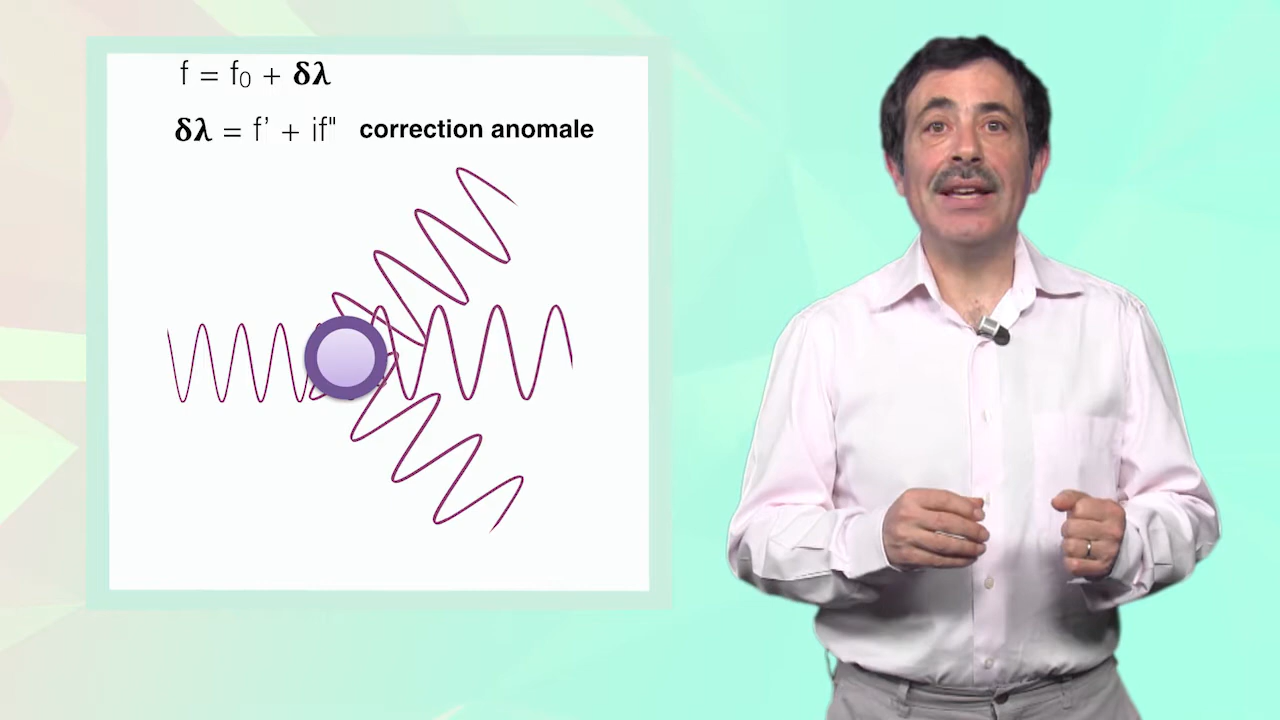 f = f₀ + δλ
δλ = f' + if" correction anomale